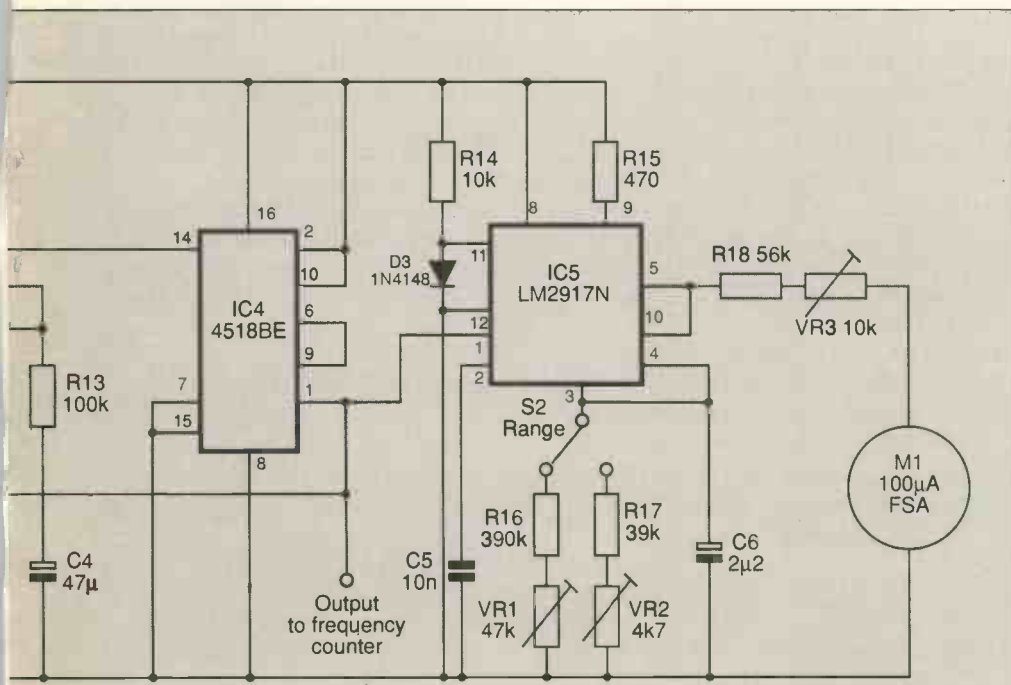 R14
10k
R15
470
16
8
9
14
2
11
D3
1N4148
IC5
LM2917N
5
R18 56k
10
IC4
4518BE
6
12
10
VR3 10k
9
1
4
R13
100k
7
1
2
3
S2
Range
15
8
M1
100µA
FSA
R16
390k
R17
39k
C4
47µ
C5
10n
C6
2µ2
Output
to frequency
counter
VR1
47k
VR2
4k7